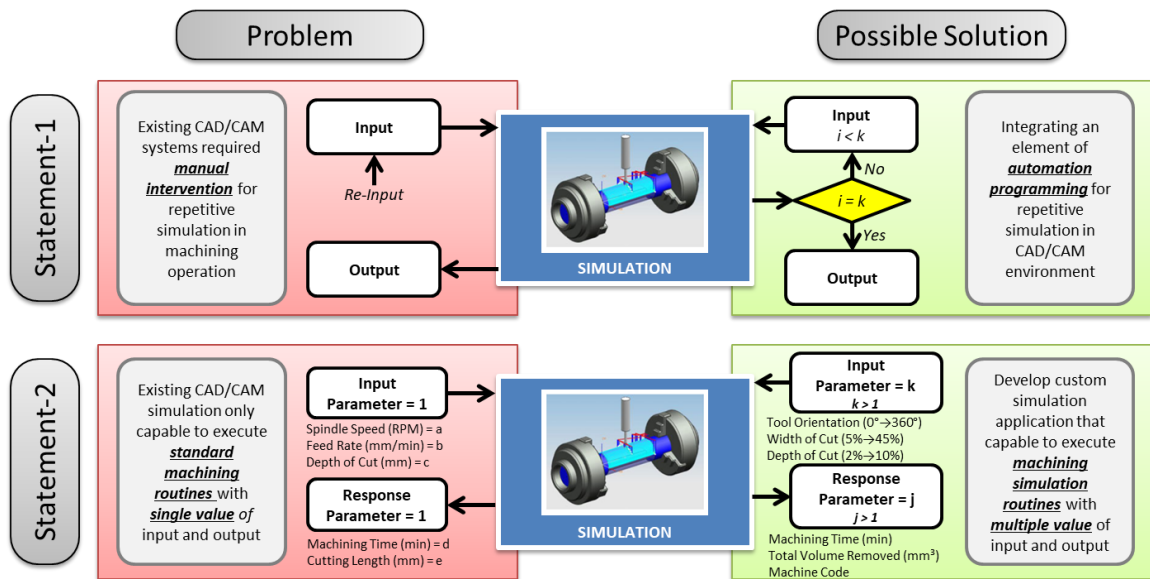 Problem
Possible Solution
Statement-1
Existing CAD/CAM
systems required
manual
intervention for
repetitive
simulation in
machining
operation
Input
Re-Input
Output
SIMULATION
Input
i < k
No
i = k
Yes
Output
Integrating an
element of
automation
programming for
repetitive
simulation in
CAD/CAM
environment
Statement-2
Existing CAD/CAM
simulation only
capable to execute
standard
machining
routines with
single value of
input and output
Input
Parameter = 1
Spindle Speed (RPM) = a
Feed Rate (mm/min) = b
Depth of Cut (mm) = c
Response
Parameter = 1
Machining Time (min) = d
Cutting Length (mm) = e
SIMULATION
Input
Parameter = k
k > 1
Tool Orientation (0°→360°)
Width of Cut (5%→45%)
Depth of Cut (2%→10%)
Response
Parameter = j
j > 1
Machining Time (min)
Total Volume Removed (mm³)
Machine Code
Develop custom
simulation
application that
capable to execute
machining
simulation
routines with
multiple value of
input and output